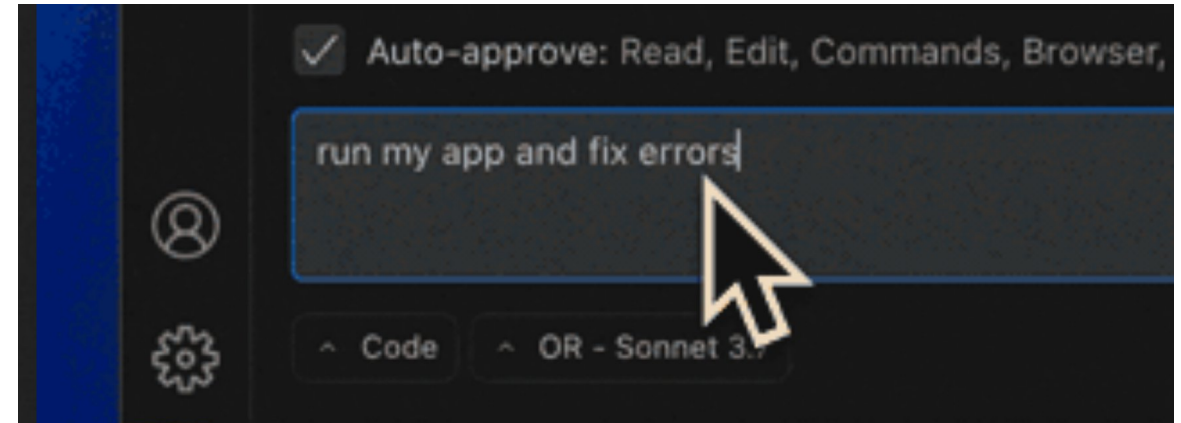 Auto-approve: Read, Edit, Commands, Browser,
run my app and fix errors
Code
OR - Sonnet 3.7